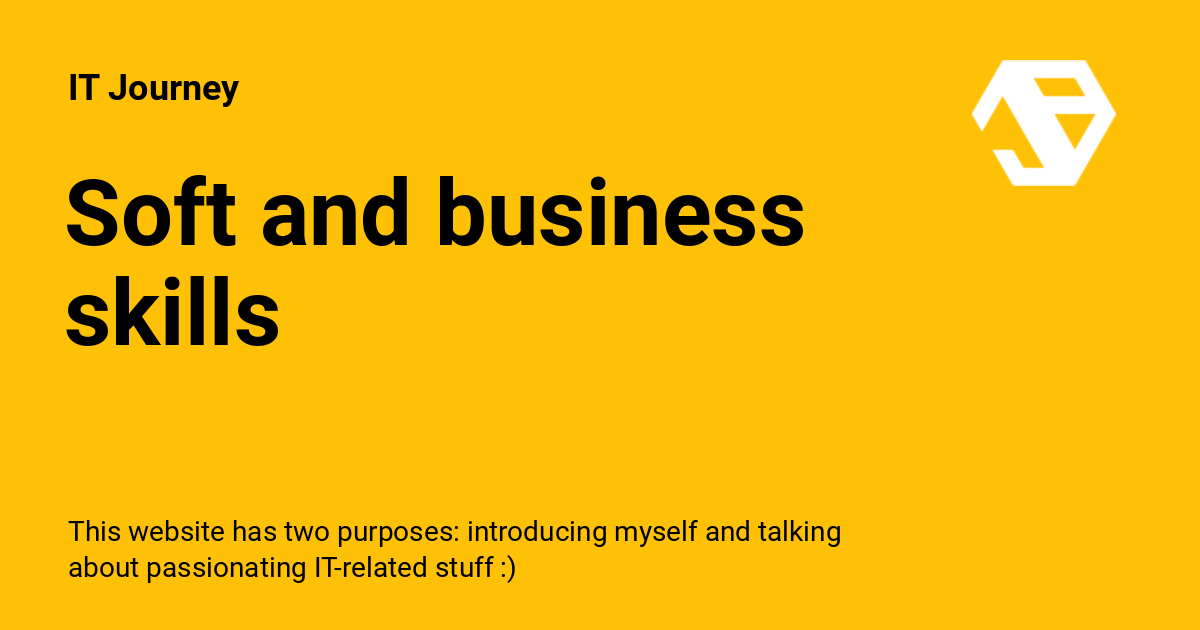 IT Journey
Soft and business
skills
This website has two purposes: introducing myself and talking
about passionating IT-related stuff :)